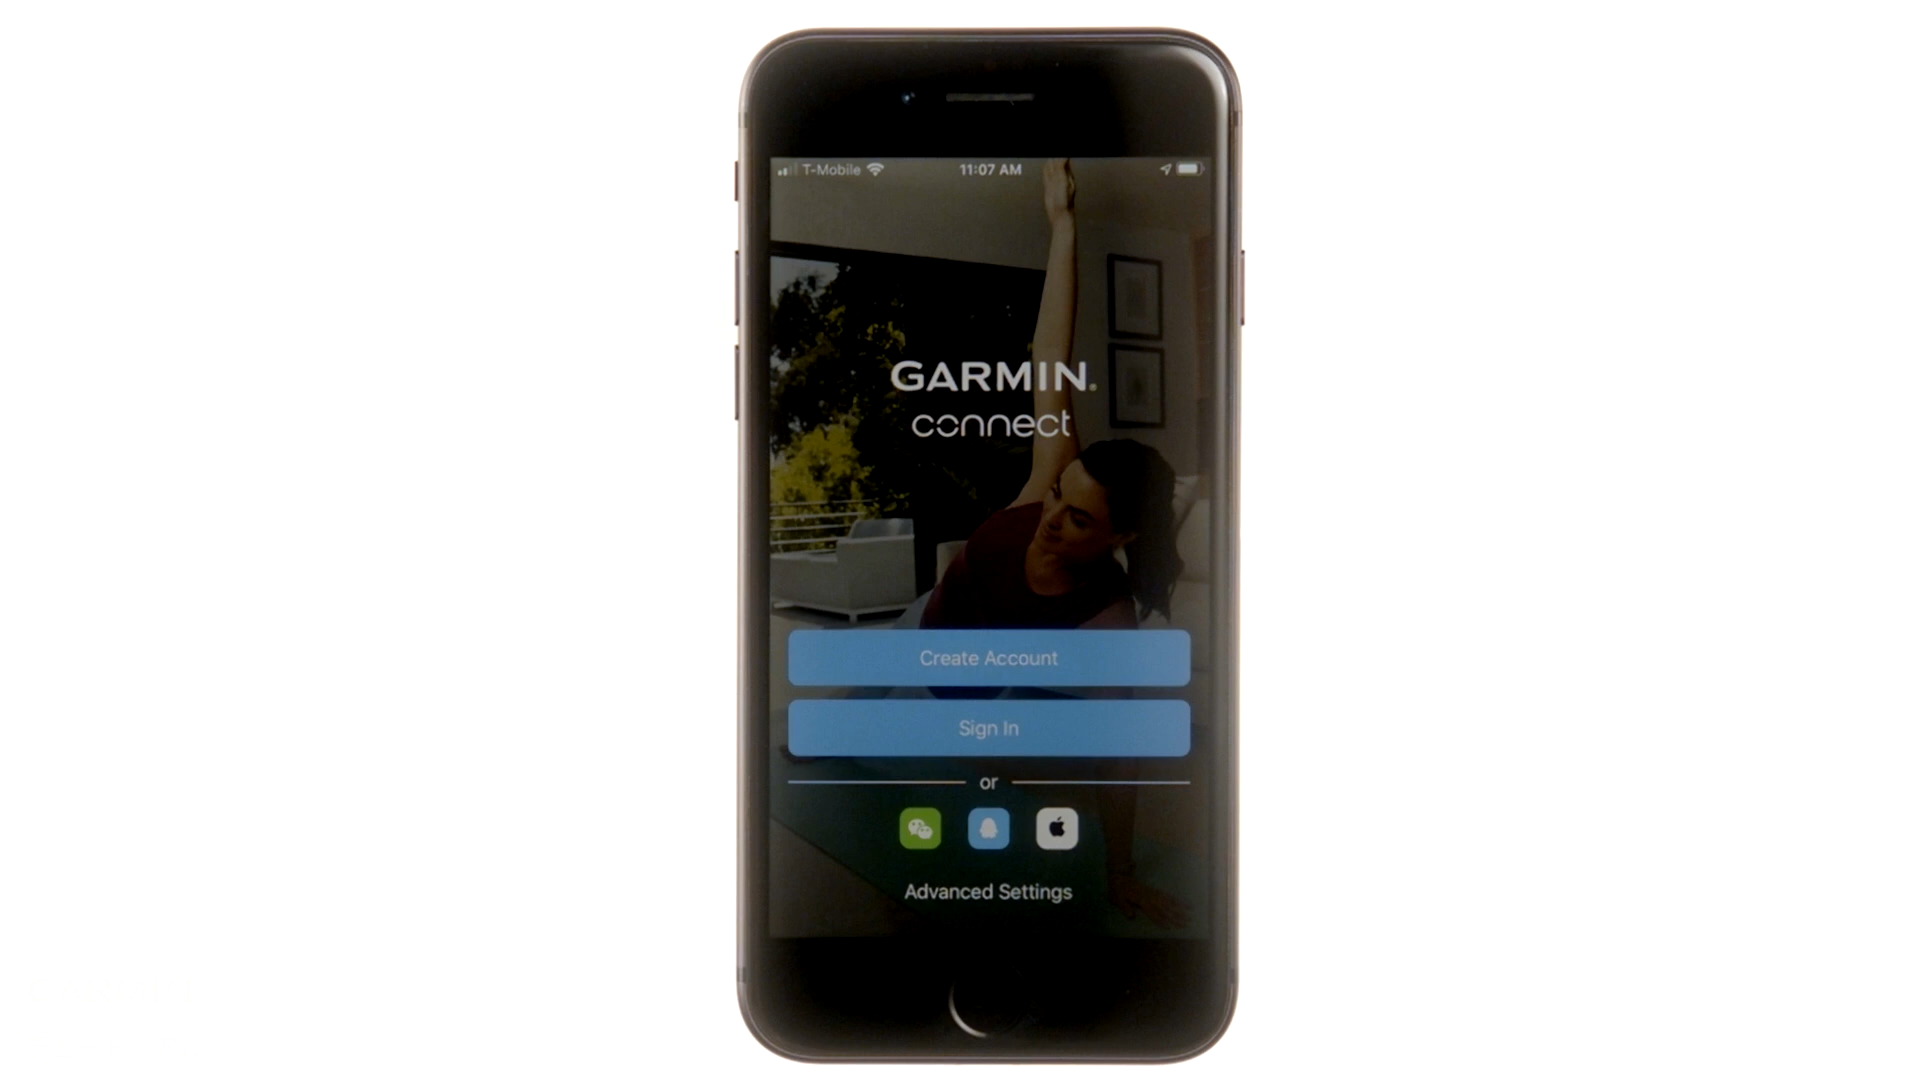 T-Mobile 11:07 AM
GARMIN.
connect
Create Account
Sign In
or
Advanced Settings